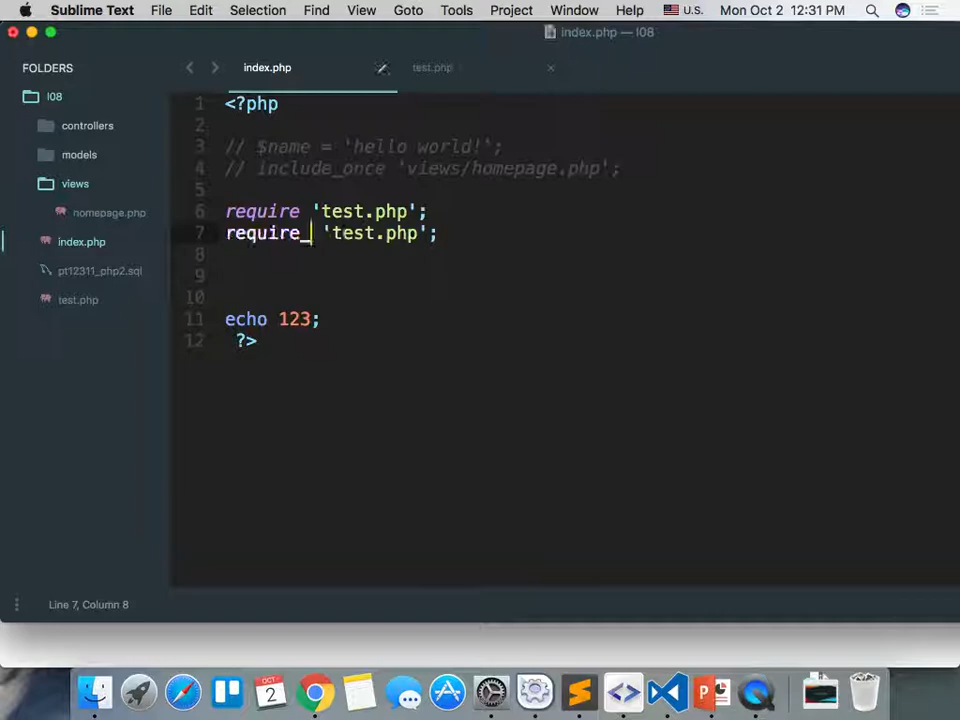 Sublime Text File Edit Selection Find View Goto Tools Project Window Help U.S. Mon Oct 2 12:31 PM
index.php — l08
FOLDERS
index.php
test.php
l08
controllers
models
views
homepage.php
index.php
pt12311_php2.sql
test.php
1 <?php
2
3 // $name = 'hello world!';
4 // include_once 'views/homepage.php';
5
6 require 'test.php';
7 require_ 'test.php';
8
9
10
11 echo 123;
12 ?>
Line 7, Column 8
OCT
2